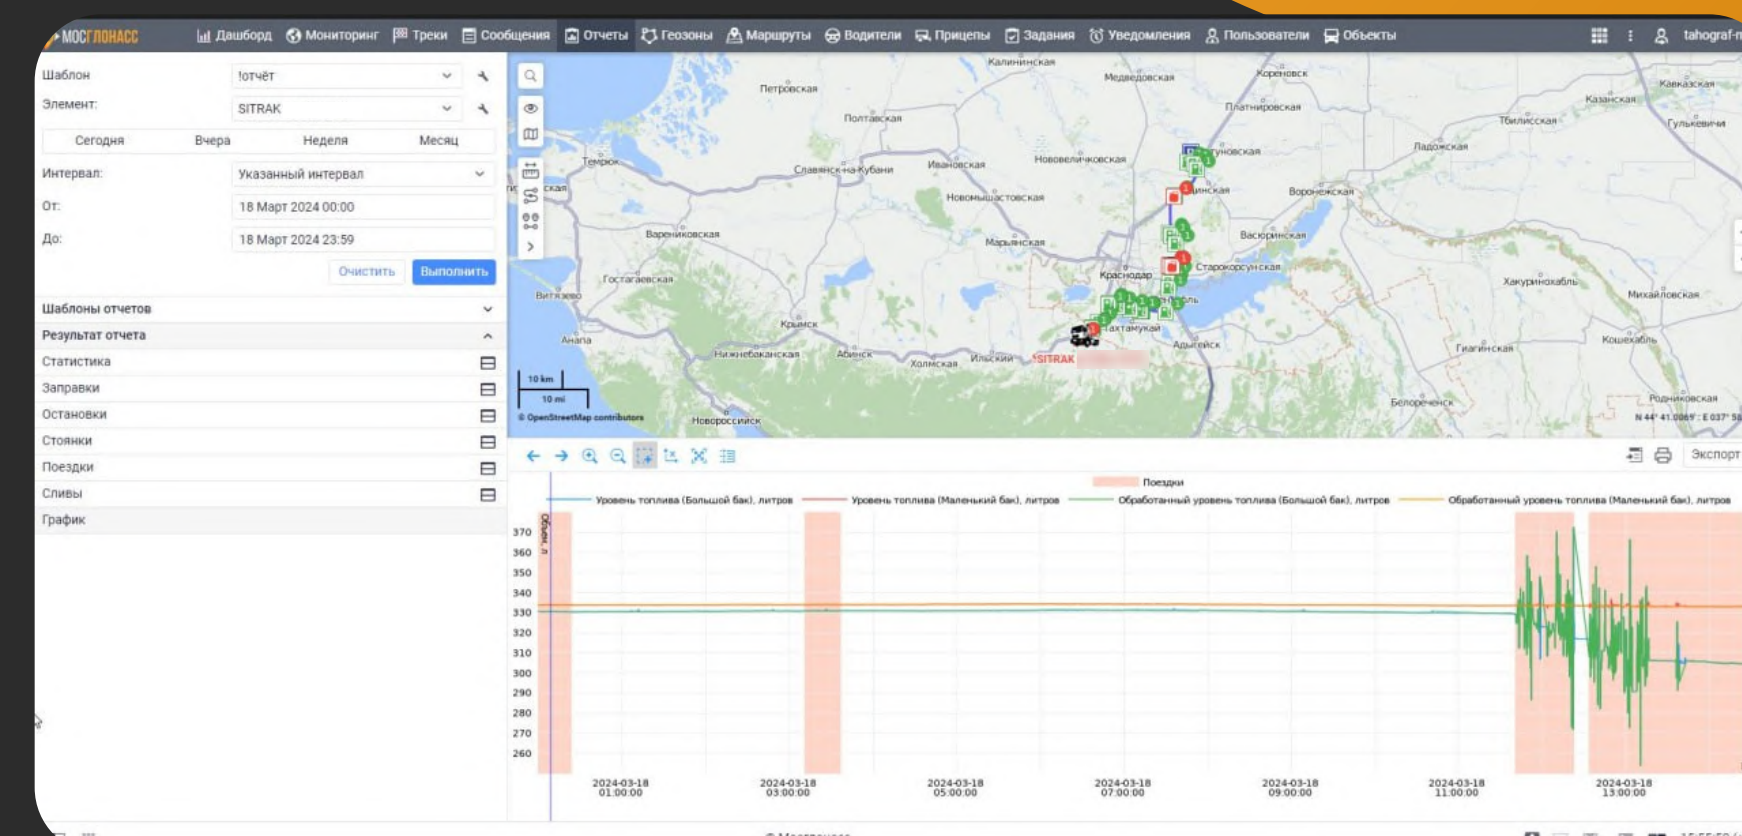 МОСГЛОНАСС Дашборд Мониторинг Треки Сообщения Отчеты Геозоны Маршруты Водители Прицепы Задания Уведомления Пользователи Объекты
Шаблон !отчёт
Элемент: SITRAK
Сегодня Вчера Неделя Месяц
Интервал: Указанный интервал
От: 18 Март 2024 00:00
До: 18 Март 2024 23:59
Очистить Выполнить
Шаблоны отчетов
Результат отчета
Статистика
Заправки
Остановки
Стоянки
Поездки
Сливы
График
Калининская
Медведовская
Кореновск
Кавказская
Петровская
Платнировская
Казанская
Полтавская
Тбилисская
Гулькевичи
Ладожская
Темрюк
Славянск-на-Кубани
Ивановская
Нововеличковская
Новомышастовская
Воронежская
Варениковская
Марьянская
Васюринская
Краснодар
Старокорсунская
Гостагаевская
Хакуринохабль
Михайловская
Витязево
Крымск
Анапа
Тахтамукай
Адыгейск
Кошехабль
Нижнебаканская
Абинск
Холмская
Ильский
SITRAK
Гиагинская
10 km
10 mi
Белореченск
Родниковская
© OpenStreetMap contributors
Новороссийск
Экспорт
Поездки
Уровень топлива (Большой бак), литров Уровень топлива (Маленький бак), литров Обработанный уровень топлива (Большой бак), литров Обработанный уровень топлива (Маленький бак), литров
Объем, л
370
360
350
340
330
320
310
300
290
280
270
260
2024-03-18 2024-03-18 2024-03-18 2024-03-18 2024-03-18 2024-03-18 2024-03-18
01:00:00 03:00:00 05:00:00 07:00:00 09:00:00 11:00:00 13:00:00